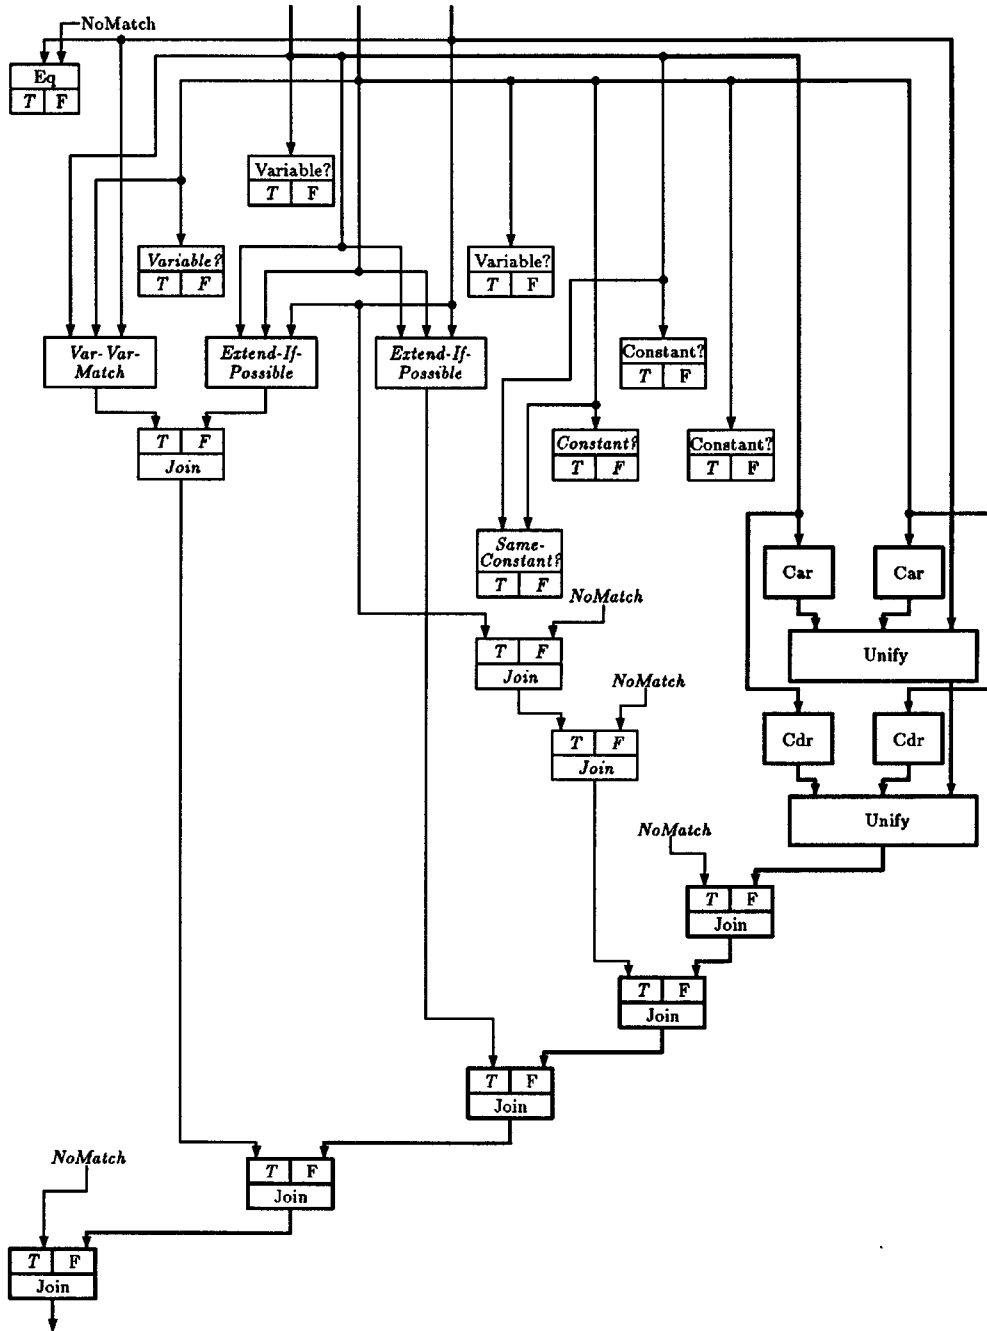 NoMatch
Eq
T F
Variable?
T F
Variable?
T F
Variable?
T F
Var-Var-
Match
Extend-If-
Possible
Extend-If-
Possible
Constant?
T F
T F
Join
Constant?
T F
Constant?
T F
Same-
Constant?
T F
Car
Car
NoMatch
T F
Join
Unify
NoMatch
T F
Join
Cdr
Cdr
Unify
NoMatch
T F
Join
T F
Join
T F
Join
NoMatch
T F
Join
T F
Join